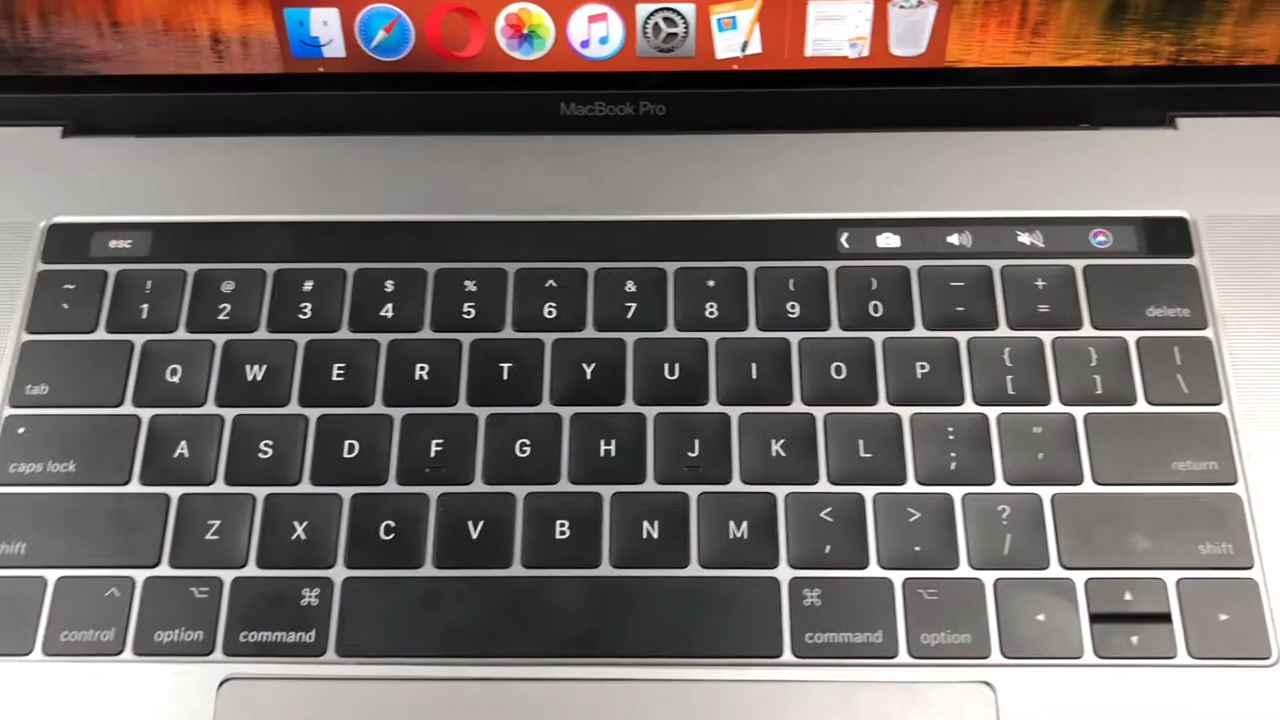 MacBook Pro
esc
~ ! @ # $ % ^ & * ( ) — +
` 1 2 3 4 5 6 7 8 9 0 - = delete
{ } |
tab Q W E R T Y U I O P [ ] \
: "
caps lock A S D F G H J K L ; ' return
< > ?
hift Z X C V B N M , . / shift
^ ⌥ ⌘ ⌘ ⌥ ▲
control option command command option ◀ ▼ ▶